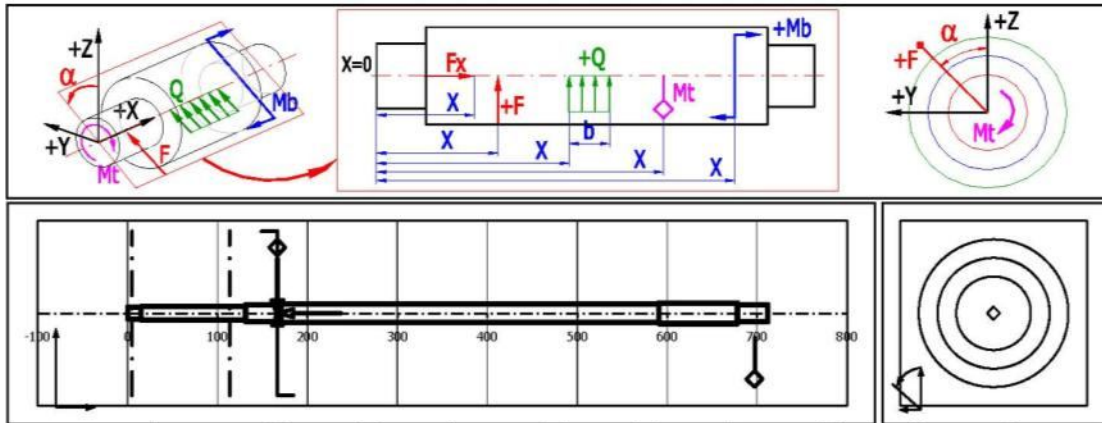 +Z
α
Q
+X
Mb
+Y
F
Mt
X=0
Fx
+F
+Q
Mt
+Mb
X
b
X
X
X
X
+Z
α
+F
+Y
Mt
-100 0 100 200 300 400 500 600 700 800